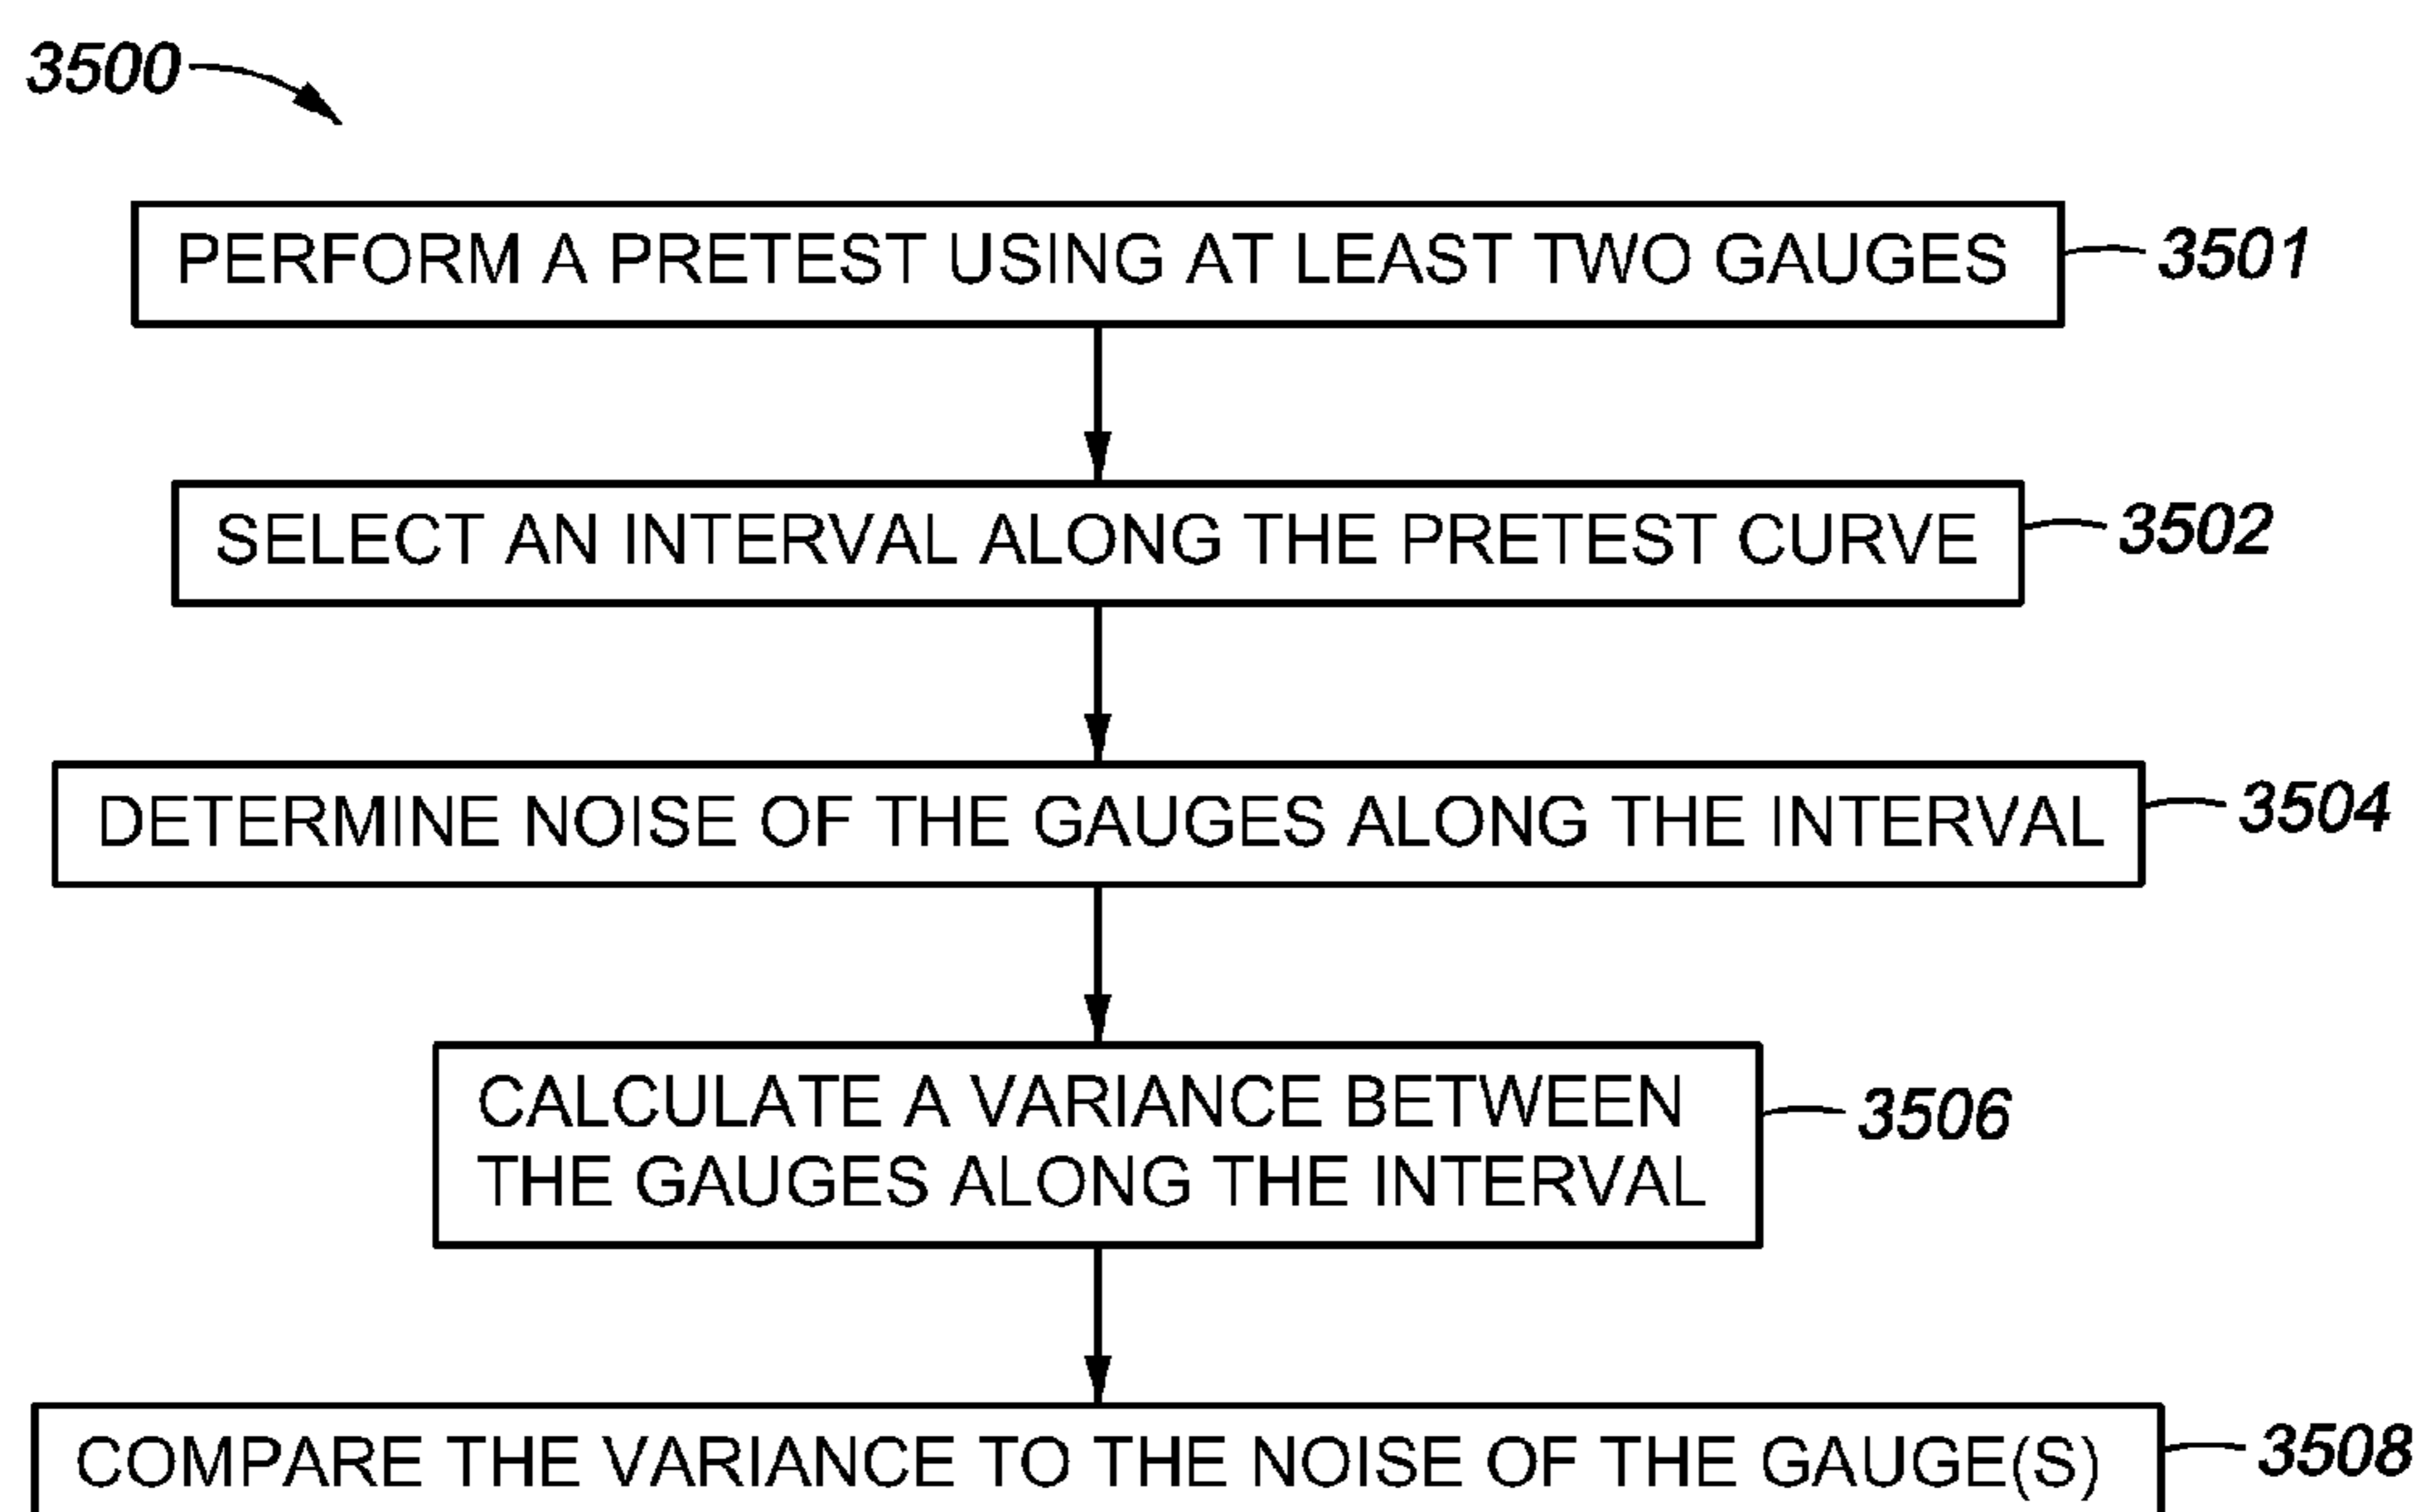 3500
PERFORM A PRETEST USING AT LEAST TWO GAUGES
3501
SELECT AN INTERVAL ALONG THE PRETEST CURVE
3502
DETERMINE NOISE OF THE GAUGES ALONG THE INTERVAL
3504
CALCULATE A VARIANCE BETWEEN
THE GAUGES ALONG THE INTERVAL
3506
COMPARE THE VARIANCE TO THE NOISE OF THE GAUGE(S)
3508